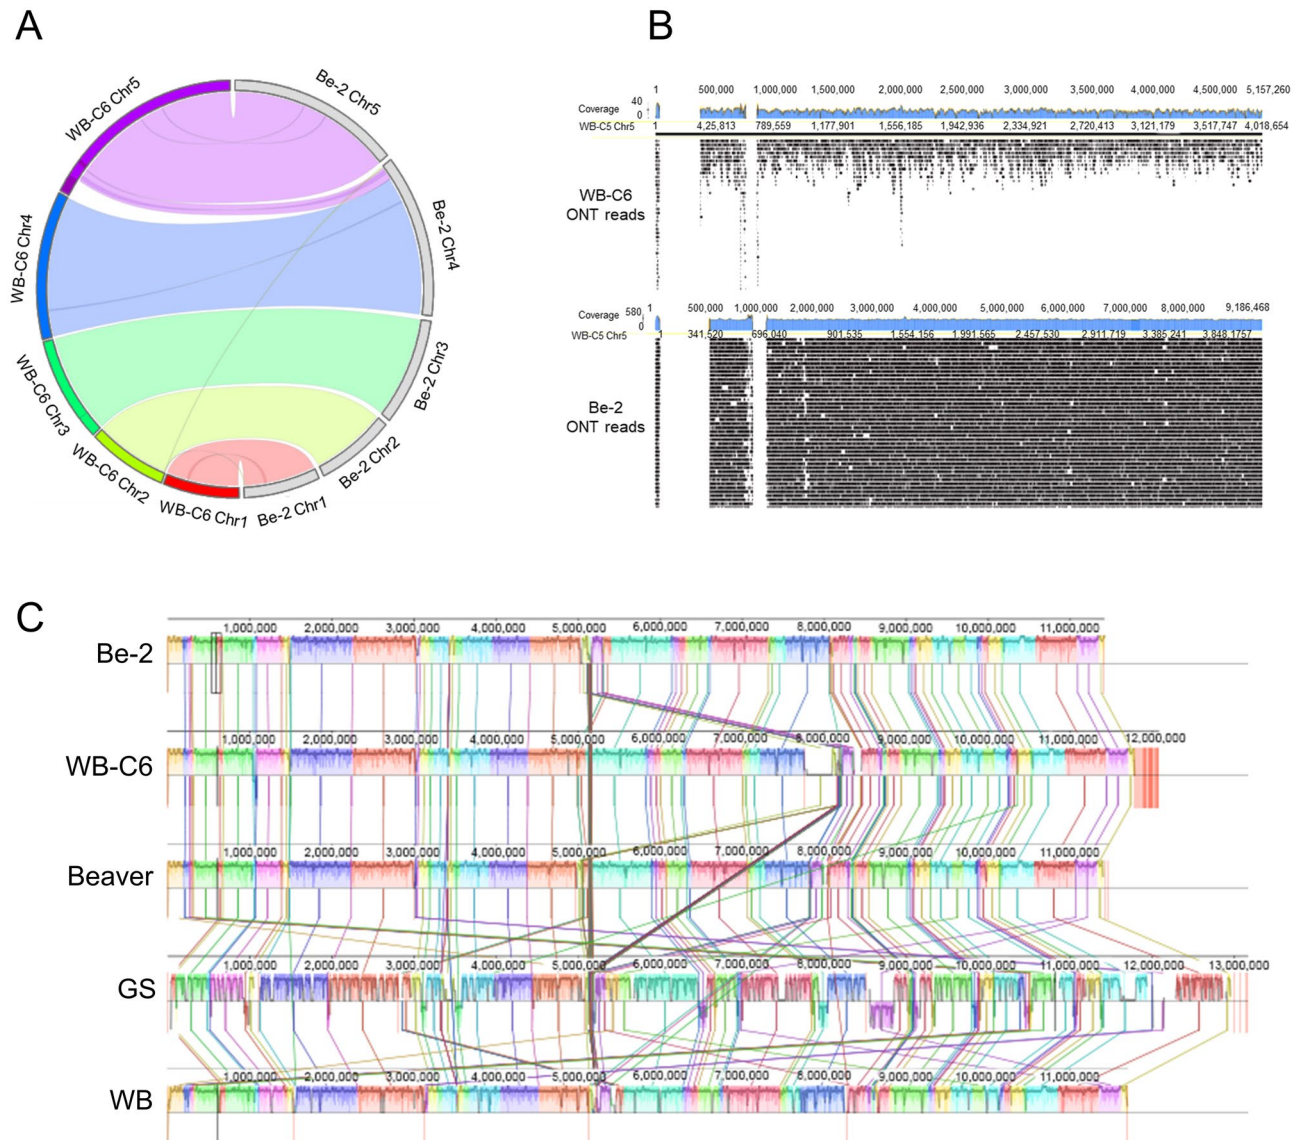 A
B
WB-C6 Chr5
Be-2 Chr5
WB-C6 Chr4
Be-2 Chr4
WB-C6 Chr3
Be-2 Chr3
WB-C6 Chr2
Be-2 Chr2
WB-C6 Chr1
Be-2 Chr1
1 500,000 1,000,000 1,500,000 2,000,000 2,500,000 3,000,000 3,500,000 4,000,000 4,500,000 5,157,260
Coverage 40
0
WB-C5 Chr5 1 4,25,813 789,559 1,177,901 1,556,185 1,942,936 2,334,921 2,720,413 3,121,179 3,517,747 4,018,654
WB-C6
ONT reads
1 500,000 1,000,000 2,000,000 3,000,000 4,000,000 5,000,000 6,000,000 7,000,000 8,000,000 9,186,468
Coverage 580
0
WB-C5 Chr5 1 341,520 696,040 901,535 1,554,156 1,991,565 2,457,530 2,911,719 3,385,241 3,848,1757
Be-2
ONT reads
C
1,000,000 2,000,000 3,000,000 4,000,000 5,000,000 6,000,000 7,000,000 8,000,000 9,000,000 10,000,000 11,000,000
Be-2
1,000,000 2,000,000 3,000,000 4,000,000 5,000,000 6,000,000 7,000,000 8,000,000 9,000,000 10,000,000 11,000,000 12,000,000
WB-C6
1,000,000 2,000,000 3,000,000 4,000,000 5,000,000 6,000,000 7,000,000 8,000,000 9,000,000 10,000,000 11,000,000
Beaver
1,000,000 2,000,000 3,000,000 4,000,000 5,000,000 6,000,000 7,000,000 8,000,000 9,000,000 10,000,000 11,000,000 12,000,000 13,000,000
GS
1,000,000 2,000,000 3,000,000 4,000,000 5,000,000 6,000,000 7,000,000 8,000,000 9,000,000 10,000,000 11,000,000
WB